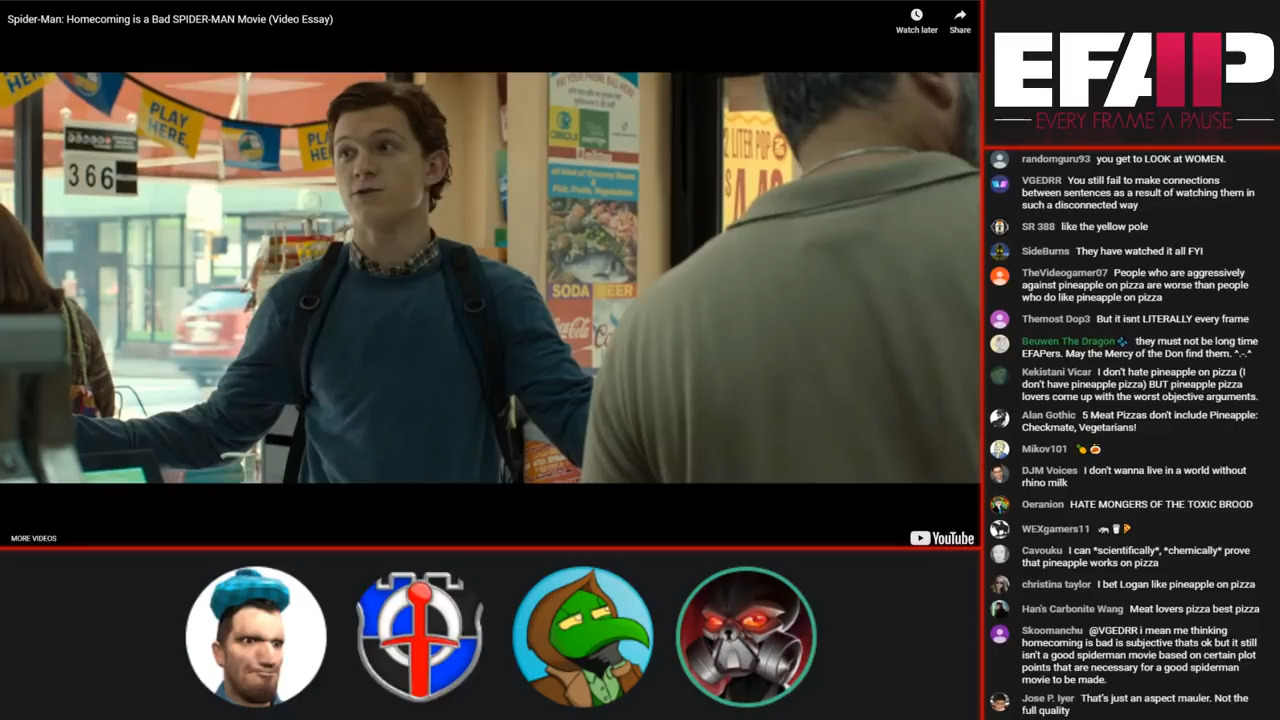 Spider-Man: Homecoming is a Bad SPIDER-MAN Movie (Video Essay)
Watch later
Share
PLAY HERE
366
2 LITER POP
SODA BEER
Coca-Cola
MORE VIDEOS
YouTube
EFAP
EVERY FRAME A PAUSE
randomguru93 you get to LOOK at WOMEN.
VGEDRR You still fail to make connections
between sentences as a result of watching them in
such a disconnected way
SR 388 like the yellow pole
SideBurns They have watched it all FYI
TheVideogamer07 People who are aggressively
against pineapple on pizza are worse than people
who do like pineapple on pizza
Themost Dop3 But it isnt LITERALLY every frame
Beuwen The Dragon they must not be long time
EFAPers. May the Mercy of the Don find them. ^.-.^
Kekistani Vicar I don't hate pineapple on pizza (I
don't have pineapple pizza) BUT pineapple pizza
lovers come up with the worst objective arguments.
Alan Gothic 5 Meat Pizzas don't include Pineapple:
Checkmate, Vegetarians!
Mikov101 🍍🍊
DJM Voices I don't wanna live in a world without
rhino milk
Oeranion HATE MONGERS OF THE TOXIC BROOD
WEXgamers11 🦏🥛🍕
Cavouku I can *scientifically*, *chemically* prove
that pineapple works on pizza
christina taylor I bet Logan like pineapple on pizza
Han's Carbonite Wang Meat lovers pizza best pizza
Skoomanchu @VGEDRR i mean me thinking
homecoming is bad is subjective thats ok but it still
isn't a good spiderman movie based on certain plot
points that are necessary for a good spiderman
movie to be made.
Jose P. Iyer That's just an aspect mauler. Not the
full quality